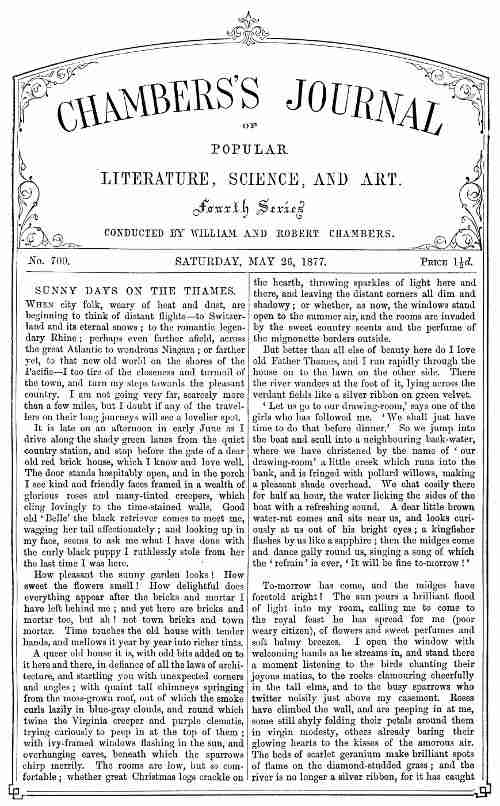 CHAMBERS'S JOURNAL
OF
POPULAR
LITERATURE, SCIENCE, AND ART.
Fourth Series
CONDUCTED BY WILLIAM AND ROBERT CHAMBERS.
No. 700.
SATURDAY, MAY 26, 1877.
PRICE 1½d.
SUNNY DAYS ON THE THAMES.
WHEN city folk, weary of heat and dust, are
beginning to think of distant flights—to Switzer-
land and its eternal snows; to the romantic legen-
dary Rhine; perhaps even farther afield, across
the great Atlantic to wondrous Niagara; or farther
yet, to that new old world on the shores of the
Pacific—I too tire of the closeness and turmoil of
the town, and turn my steps towards the pleasant
country. I am not going very far, scarcely more
than a few miles, but I doubt if any of the travel-
lers on their long journeys will see a lovelier spot.
It is late on an afternoon in early June as I
drive along the shady green lanes from the quiet
country station, and stop before the gate of a dear
old red brick house, which I know and love well.
The door stands hospitably open, and in the porch
I see kind and friendly faces framed in a wealth of
glorious roses and many-tinted creepers, which
cling lovingly to the time-stained walls. Good
old 'Belle' the black retriever comes to meet me,
wagging her tail affectionately; and looking up in
my face, seems to ask me what I have done with
the curly black puppy I ruthlessly stole from her
the last time I was here.
How pleasant the sunny garden looks! How
sweet the flowers smell! How delightful does
everything appear after the bricks and mortar I
have left behind me; and yet here are bricks and
mortar too, but ah! not town bricks and town
mortar. Time touches the old house with tender
hands, and mellows it year by year into richer tints.
A queer old house it is, with odd bits added on to
it here and there, in defiance of all the laws of archi-
tecture, and startling you with unexpected corners
and angles; with quaint tall chimneys springing
from the moss-grown roof, out of which the smoke
curls lazily in blue-gray clouds, and round which
twine the Virginia creeper and purple clematis,
trying curiously to peep in at the top of them;
with ivy-framed windows flashing in the sun, and
overhanging eaves, beneath which the sparrows
chirp merrily. The rooms are low, but so com-
fortable; whether great Christmas logs crackle on
the hearth, throwing sparkles of light here and
there, and leaving the distant corners all dim and
shadowy; or whether, as now, the windows stand
open to the summer air, and the rooms are invaded
by the sweet country scents and the perfume of
the mignonette borders outside.
But better than all else of beauty here do I love
old Father Thames, and I run rapidly through the
house on to the lawn on the other side. There
the river wanders at the foot of it, lying across the
verdant fields like a silver ribbon on green velvet.
'Let us go to our drawing-room,' says one of the
girls who has followed me. 'We shall just have
time to do that before dinner.' So we jump into
the boat and scull into a neighbouring back-water,
where we have christened by the name of 'our
drawing-room' a little creek which runs into the
bank, and is fringed with pollard willows, making
a pleasant shade overhead. We chat cosily there
for half an hour, the water licking the sides of the
boat with a refreshing sound. A dear little brown
water-rat comes and sits near us, and looks curi-
ously at us out of his bright eyes; a kingfisher
flashes by us like a sapphire; then the midges come
and dance gaily round us, singing a song of which
the 'refrain' is ever, 'It will be fine to-morrow!'
To-morrow has come, and the midges have
foretold aright! The sun pours a brilliant flood
of light into my room, calling me to come to
the royal feast he has spread for me (poor
weary citizen), of flowers and sweet perfumes and
soft balmy breezes. I open the window with
welcoming hands as he streams in, and stand there
a moment listening to the birds chanting their
joyous matins, to the rooks clamouring cheerfully
in the tall elms, and to the busy sparrows who
twitter noisily just above my casement. Roses
have climbed the wall, and are peeping in at me,
some still shyly folding their petals around them
in virgin modesty, others already baring their
glowing hearts to the kisses of the amorous air.
The beds of scarlet geranium make brilliant spots
of flame on the diamond-studded grass; and the
river is no longer a silver ribbon, for it has caught